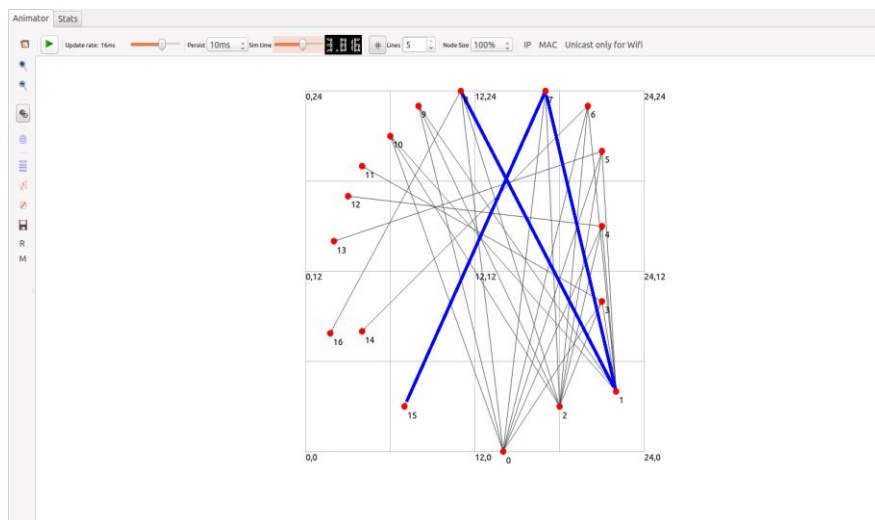 Animator Stats
Update rate: 16ms Persist 10ms Sim time 3.816 Lines 5 Node Size 100% IP MAC Unicast only for Wifi
0,24 12,24 24,24
8 7
9 6
10
5
11
12
4
13
0,12 12,12 24,12
3
16 14
1
15 2
0,0 12,0 0 24,0
R
M